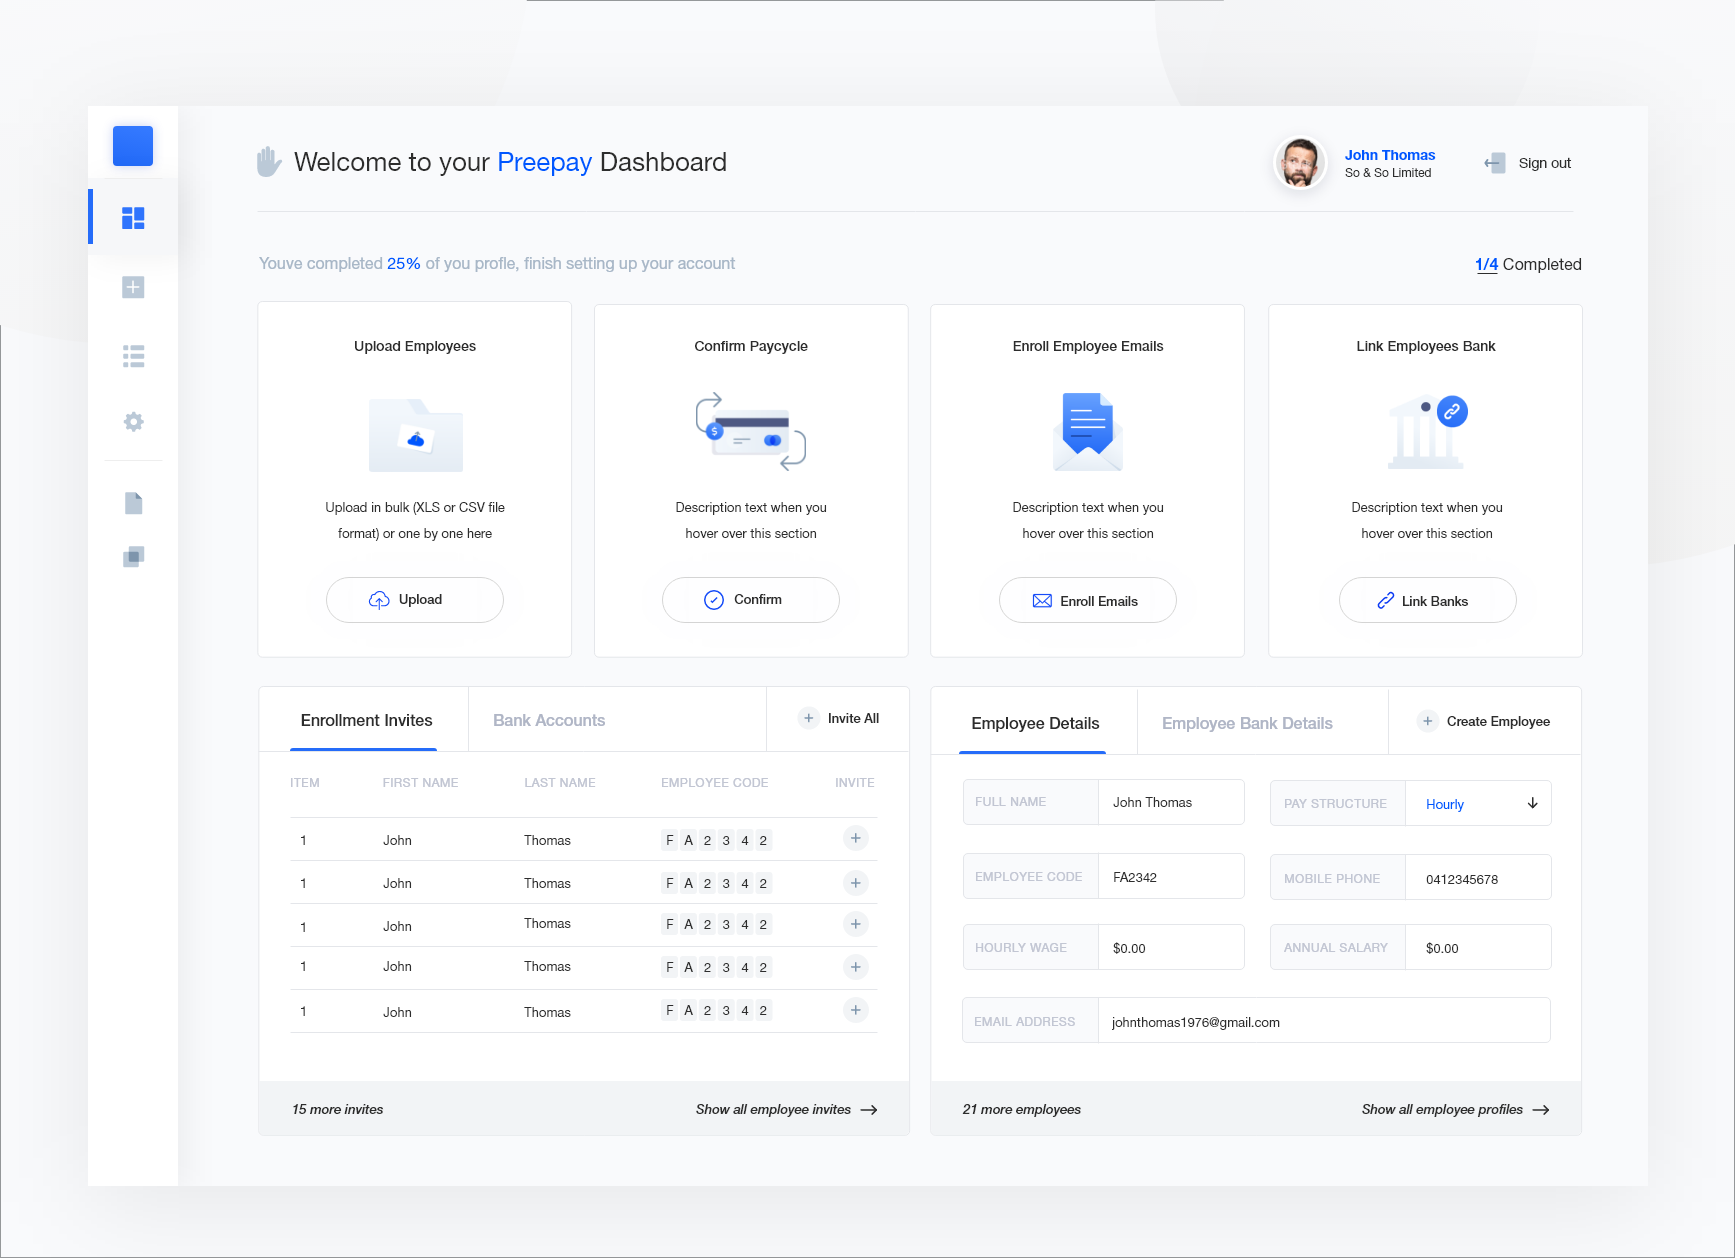 Welcome to your Preepay Dashboard
John Thomas
So & So Limited
Sign out
Youve completed 25% of you profle, finish setting up your account
1/4 Completed
Upload Employees
Upload in bulk (XLS or CSV file
format) or one by one here
Upload
Confirm Paycycle
$
Description text when you
hover over this section
Confirm
Enroll Employee Emails
Description text when you
hover over this section
Enroll Emails
Link Employees Bank
Description text when you
hover over this section
Link Banks
Enrollment Invites
Bank Accounts
+ Invite All
ITEM FIRST NAME LAST NAME EMPLOYEE CODE INVITE
1 John Thomas F A 2 3 4 2 +
1 John Thomas F A 2 3 4 2 +
1 John Thomas F A 2 3 4 2 +
1 John Thomas F A 2 3 4 2 +
1 John Thomas F A 2 3 4 2 +
15 more invites
Show all employee invites
Employee Details
Employee Bank Details
+ Create Employee
FULL NAME John Thomas
PAY STRUCTURE Hourly
EMPLOYEE CODE FA2342
MOBILE PHONE 0412345678
HOURLY WAGE $0.00
ANNUAL SALARY $0.00
EMAIL ADDRESS johnthomas1976@gmail.com
21 more employees
Show all employee profiles